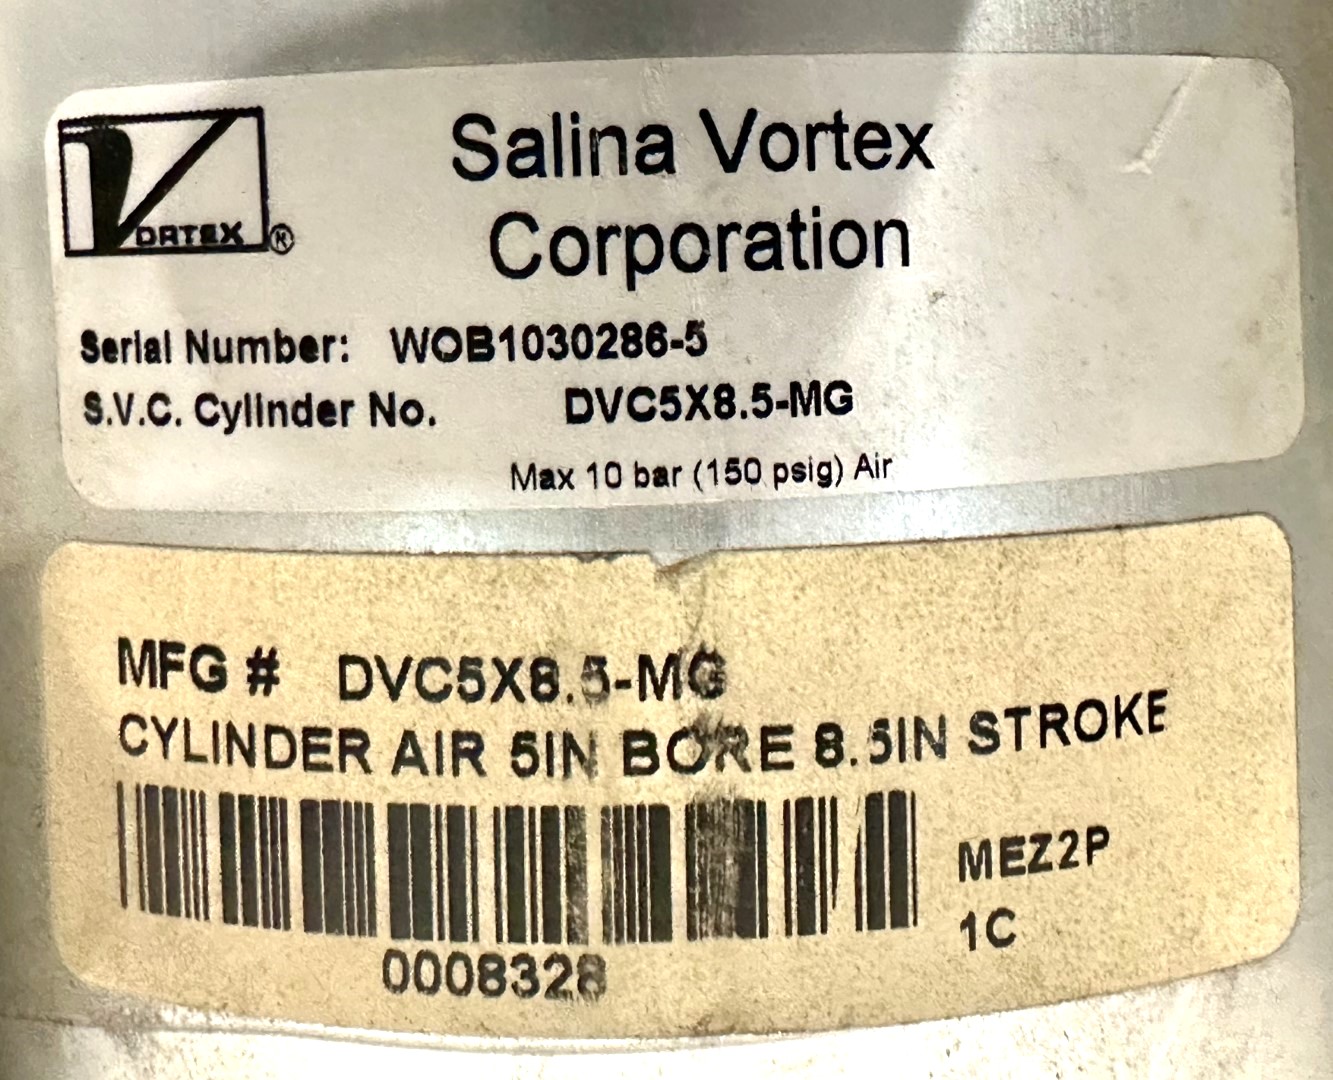 VORTEX®
Salina Vortex
Corporation
Serial Number: WOB1030286-5
S.V.C. Cylinder No. DVC5X8.5-MG
Max 10 bar (150 psig) Air
MFG # DVC5X8.5-MG
CYLINDER AIR 5IN BORE 8.5IN STROKE
MEZ2P
1C
0008328